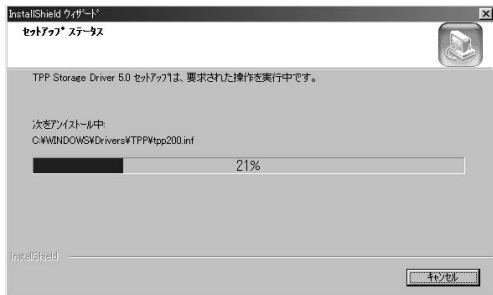 InstallShield ウィザード
セットアップ ステータス
TPP Storage Driver 5.0 セットアップは、要求された操作を実行中です。
次をアンイストール中:
C:¥WINDOWS¥Drivers¥TPP¥tpp200.inf
21%
InstallShield
キャンセル